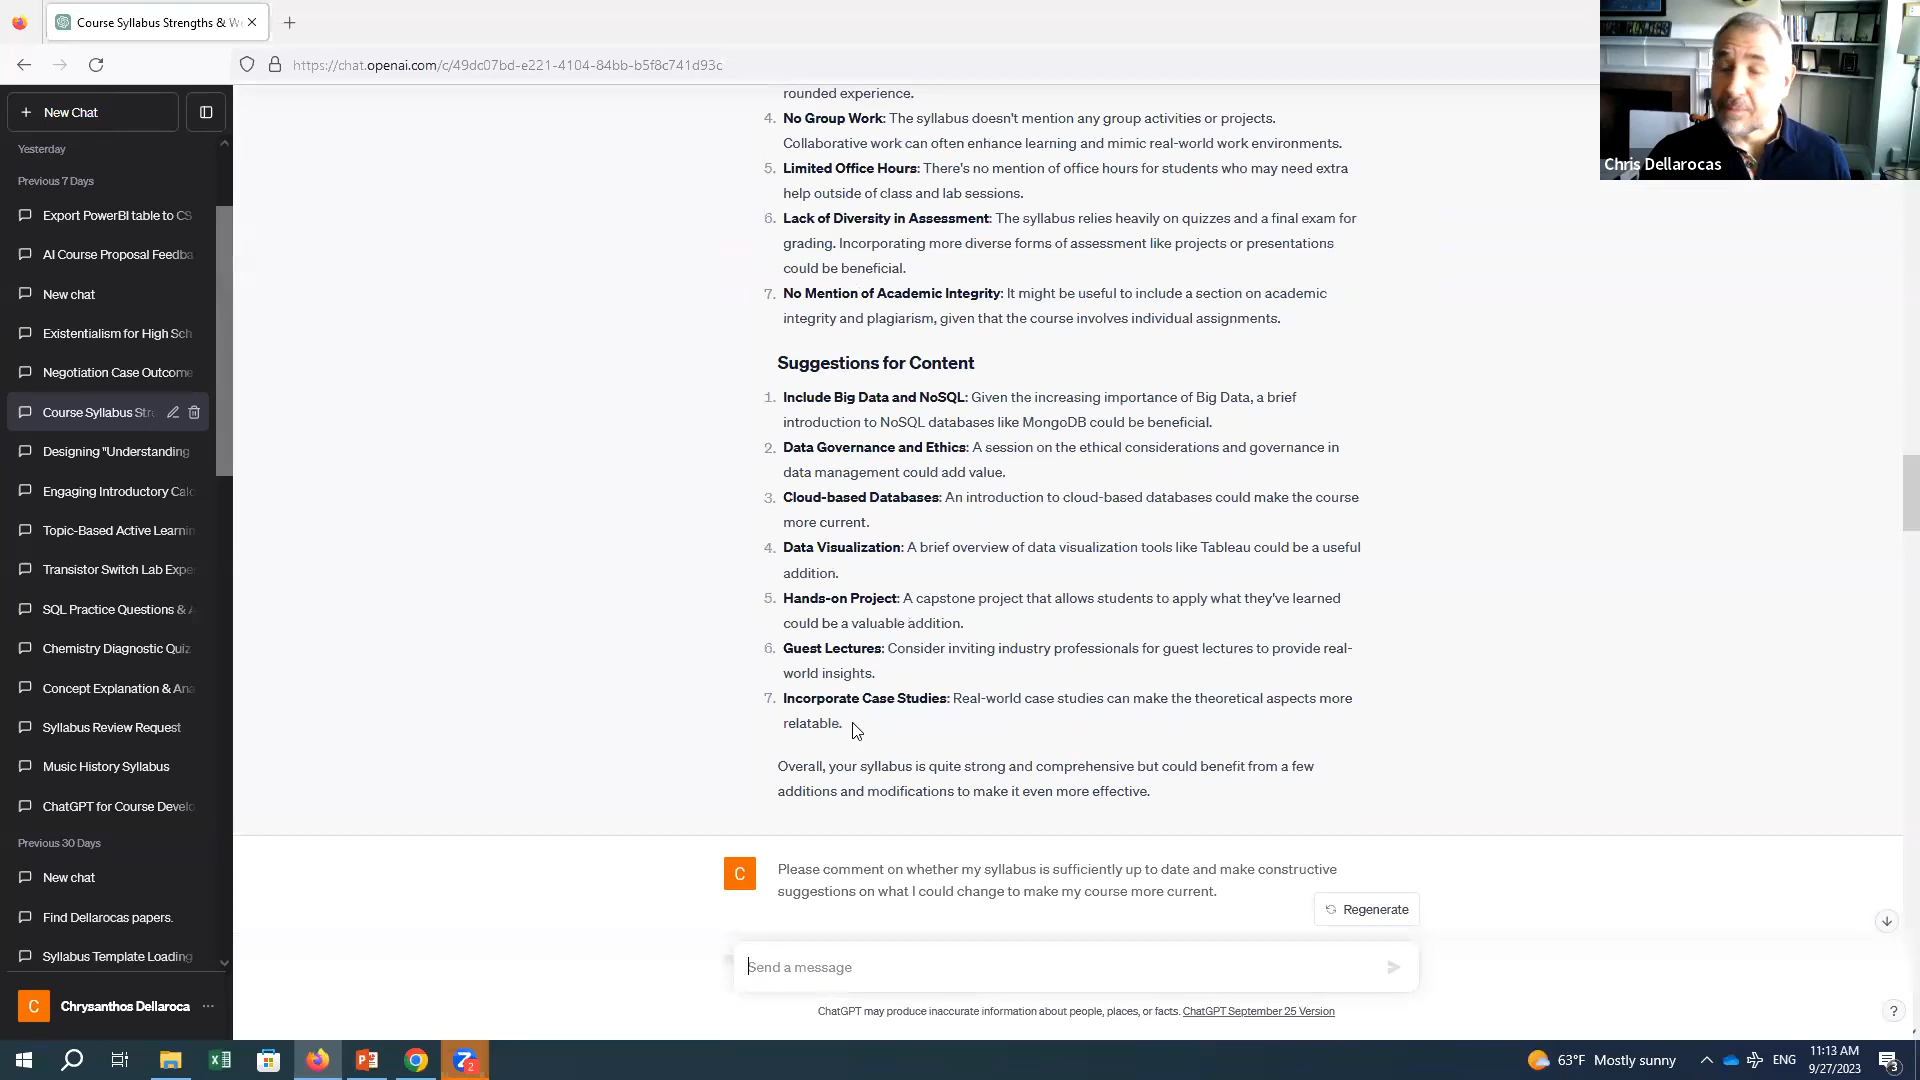 Course Syllabus Strengths & W
https://chat.openai.com/c/49dc07bd-e221-4104-84bb-b5f8c741d93c
New Chat
Yesterday
Previous 7 Days
Export PowerBI table to CS
AI Course Proposal Feedba
New chat
Existentialism for High Sch
Negotiation Case Outcome
Course Syllabus Str
Designing "Understanding
Engaging Introductory Calc
Topic-Based Active Learnin
Transistor Switch Lab Expe
SQL Practice Questions & A
Chemistry Diagnostic Quiz
Concept Explanation & Ana
Syllabus Review Request
Music History Syllabus
ChatGPT for Course Develo
Previous 30 Days
New chat
Find Dellarocas papers.
Syllabus Template Loading
C Chrysanthos Dellaroca
rounded experience.
4. No Group Work: The syllabus doesn't mention any group activities or projects.
Collaborative work can often enhance learning and mimic real-world work environments.
5. Limited Office Hours: There's no mention of office hours for students who may need extra
help outside of class and lab sessions.
6. Lack of Diversity in Assessment: The syllabus relies heavily on quizzes and a final exam for
grading. Incorporating more diverse forms of assessment like projects or presentations
could be beneficial.
7. No Mention of Academic Integrity: It might be useful to include a section on academic
integrity and plagiarism, given that the course involves individual assignments.
Suggestions for Content
1. Include Big Data and NoSQL: Given the increasing importance of Big Data, a brief
introduction to NoSQL databases like MongoDB could be beneficial.
2. Data Governance and Ethics: A session on the ethical considerations and governance in
data management could add value.
3. Cloud-based Databases: An introduction to cloud-based databases could make the course
more current.
4. Data Visualization: A brief overview of data visualization tools like Tableau could be a useful
addition.
5. Hands-on Project: A capstone project that allows students to apply what they've learned
could be a valuable addition.
6. Guest Lectures: Consider inviting industry professionals for guest lectures to provide real-
world insights.
7. Incorporate Case Studies: Real-world case studies can make the theoretical aspects more
relatable.
Overall, your syllabus is quite strong and comprehensive but could benefit from a few
additions and modifications to make it even more effective.
C Please comment on whether my syllabus is sufficiently up to date and make constructive
suggestions on what I could change to make my course more current.
Regenerate
Send a message
ChatGPT may produce inaccurate information about people, places, or facts. ChatGPT September 25 Version
?
Chris Dellarocas
2
63°F Mostly sunny
ENG
11:13 AM
9/27/2023
3